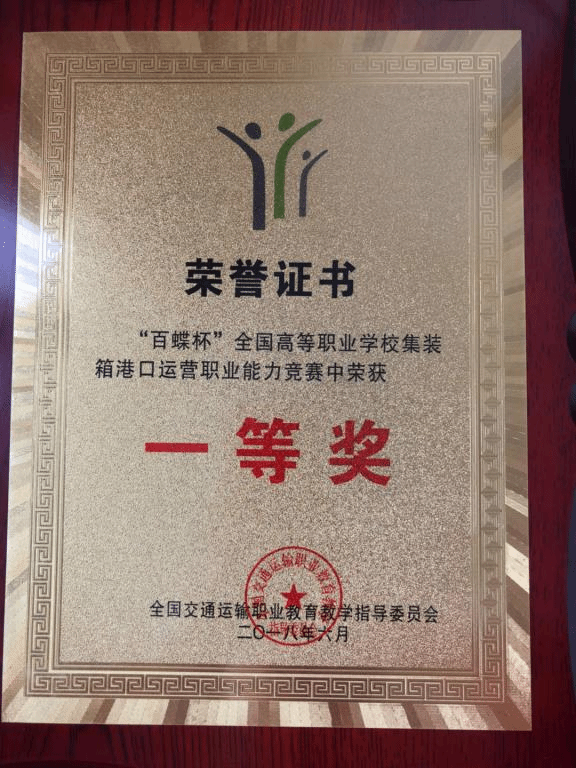 荣誉证书
“百蝶杯”全国高等职业学校集装
箱港口运营职业能力竞赛中荣获
一等奖
全国交通运输职业教育教学指导委员会
二〇一八年六月